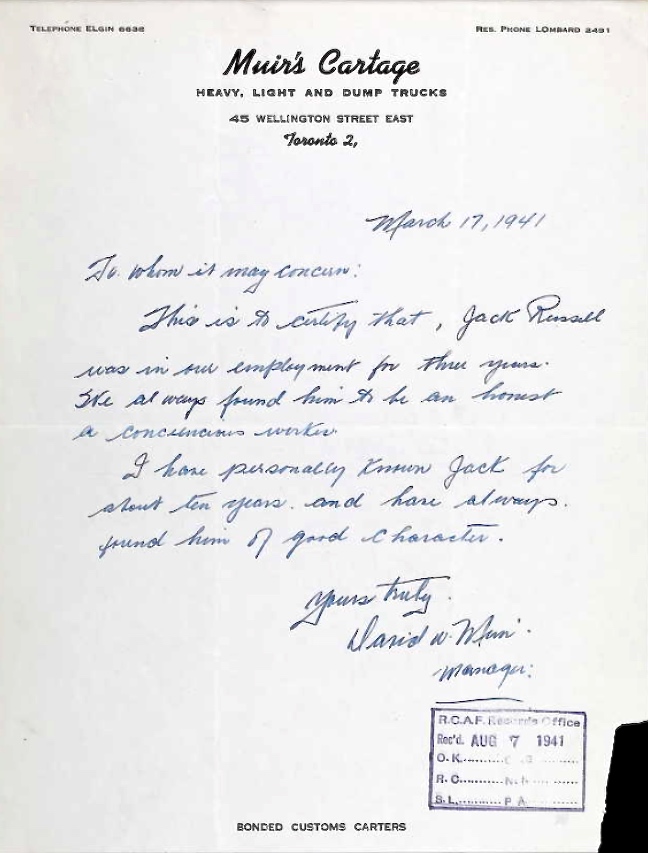 TELEPHONE ELGIN 6636
RES. PHONE LOMBARD 2491
Muir's Cartage
HEAVY, LIGHT AND DUMP TRUCKS
45 WELLINGTON STREET EAST
Toronto 2,
March 17, 1941
To whom it may concern:
This is to certify that, Jack Russell
was in our employment for three years.
We always found him to be an honest
a conciencious worker
I have personally known Jack for
about ten years. and have always.
found him of good character.
Yours truly.
David W. Muir.
Manager:
R.C.A.F. Records Office
Rec'd. AUG 7 1941
O.K.
R.C.
S.L. P.A.
BONDED CUSTOMS CARTERS